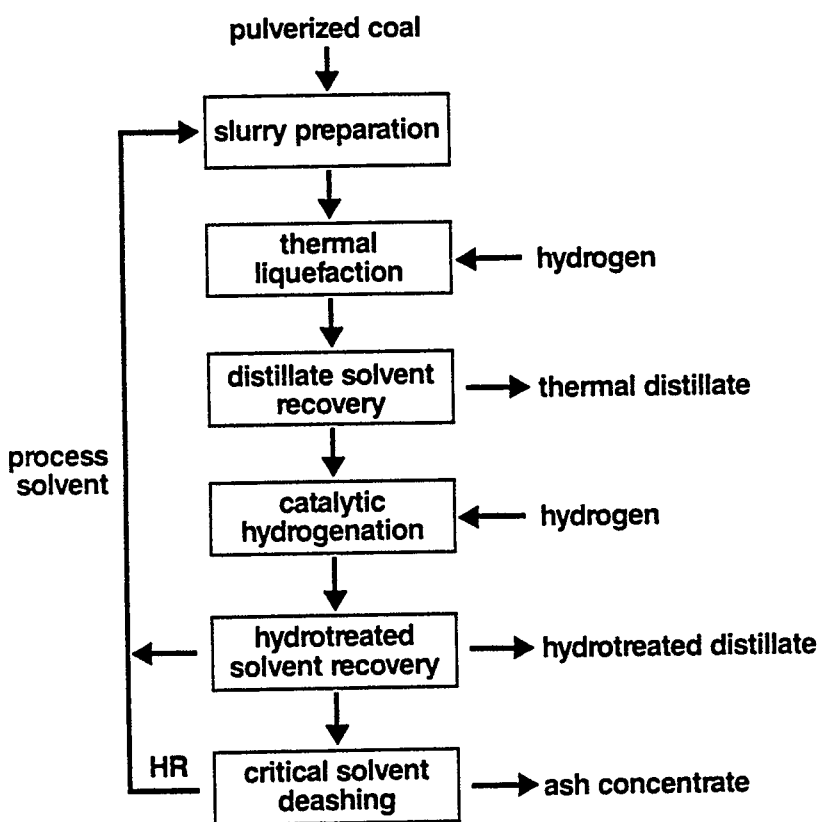 pulverized coal
slurry preparation
thermal
liquefaction
hydrogen
distillate solvent
recovery
thermal distillate
process
solvent
catalytic
hydrogenation
hydrogen
hydrotreated
solvent recovery
hydrotreated distillate
HR
critical solvent
deashing
ash concentrate